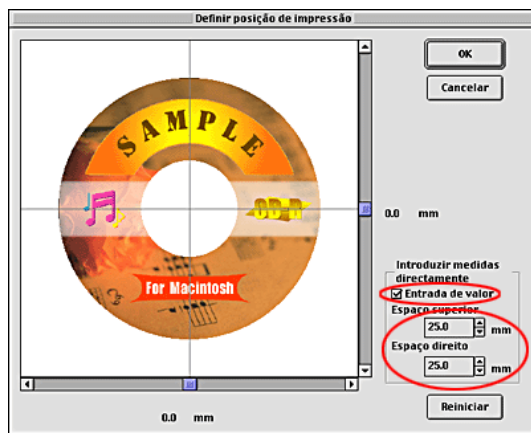 Definir posição de impressão
OK
Cancelar
SAMPLE
CD-R
For Macintosh
0.0 mm
Introduzir medidas
directamente
Entrada de valor
Espaço superior
25.0 mm
Espaço direito
25.0 mm
Reiniciar
0.0 mm